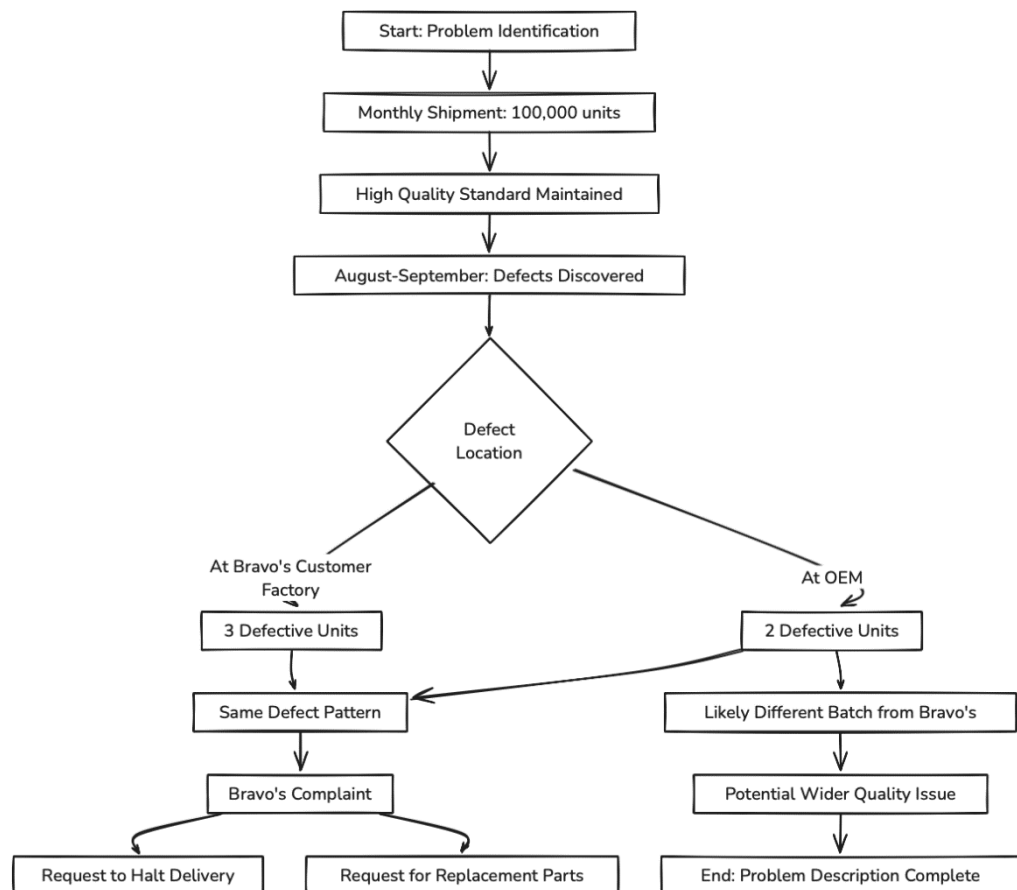 Start: Problem Identification
Monthly Shipment: 100,000 units
High Quality Standard Maintained
August-September: Defects Discovered
Defect
Location
At Bravo's Customer
Factory
At OEM
3 Defective Units
2 Defective Units
Same Defect Pattern
Likely Different Batch from Bravo's
Bravo's Complaint
Potential Wider Quality Issue
Request to Halt Delivery
Request for Replacement Parts
End: Problem Description Complete